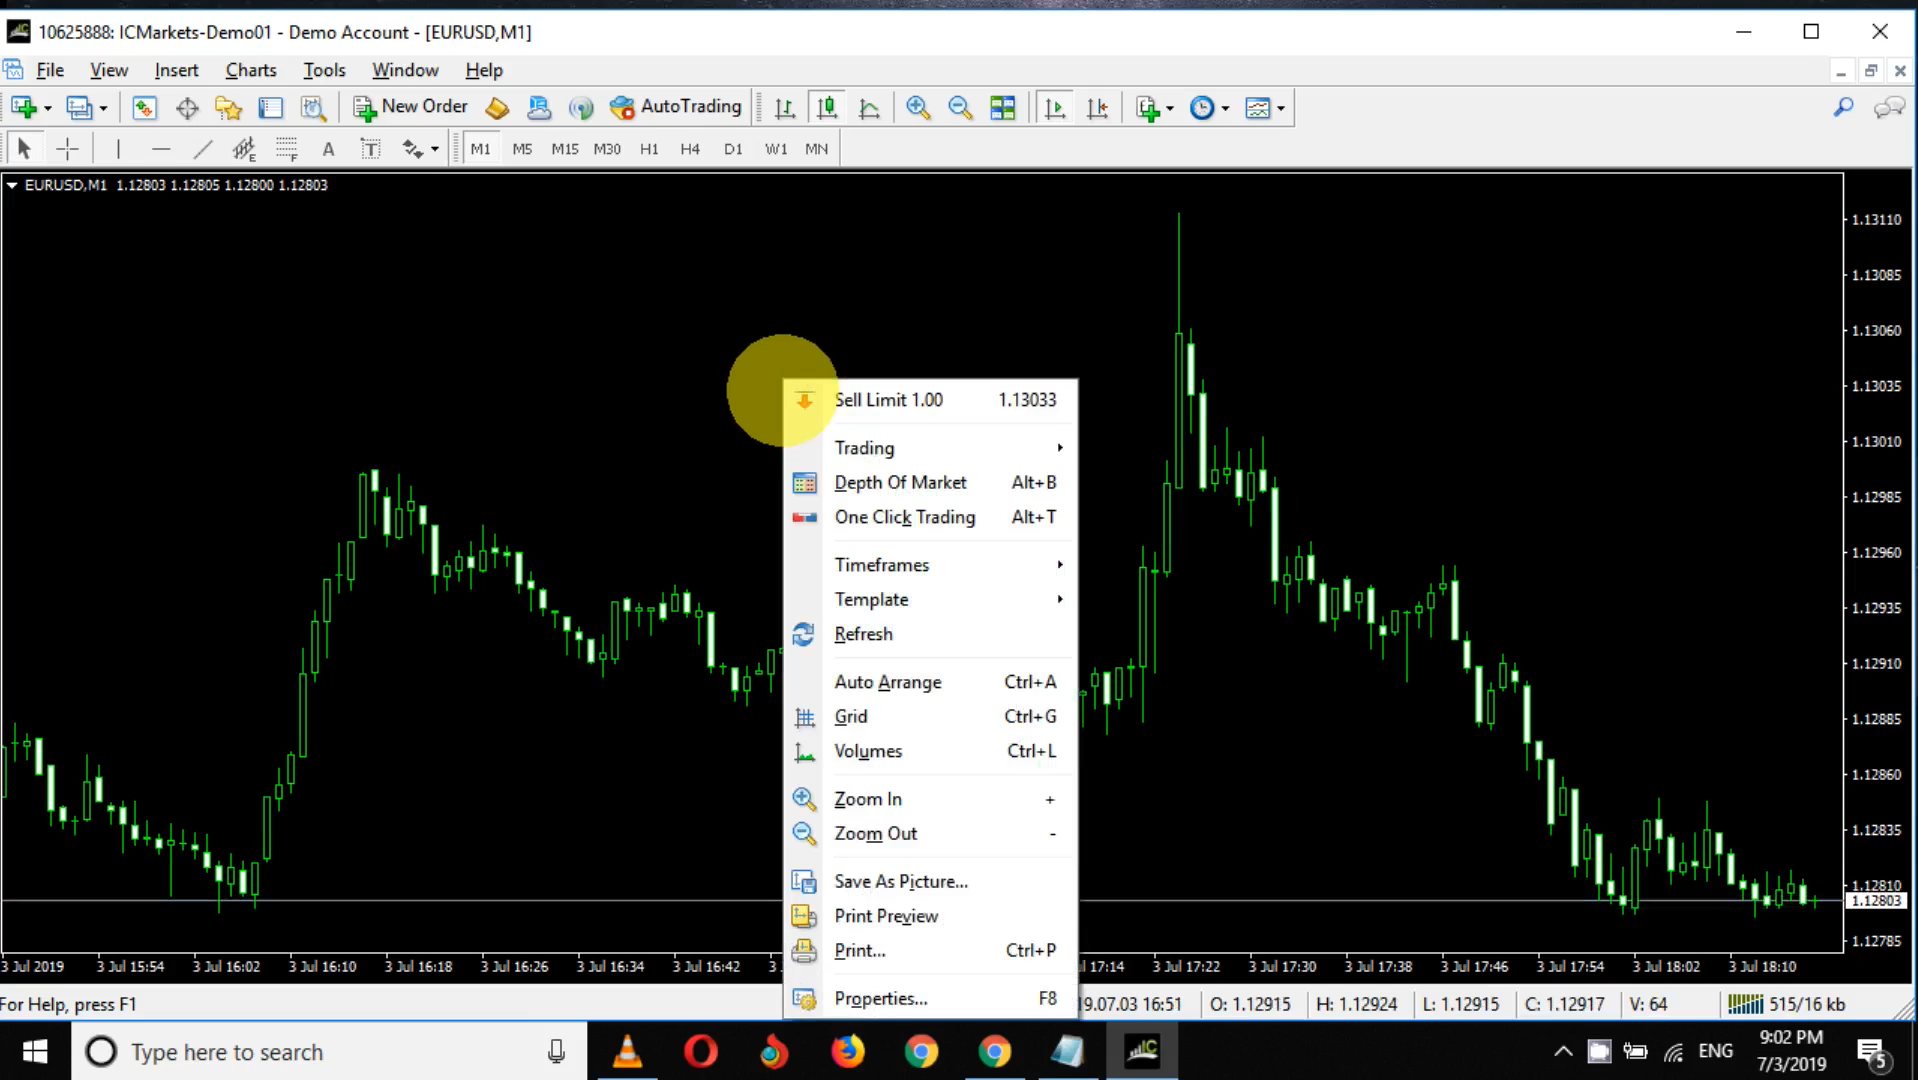 10625888: ICMarkets-Demo01 - Demo Account - [EURUSD,M1]
File View Insert Charts Tools Window Help
New Order AutoTrading
E F A T M1 M5 M15 M30 H1 H4 D1 W1 MN
EURUSD,M1 1.12803 1.12805 1.12800 1.12803
1.13110
1.13085
1.13060
1.13035
1.13010
1.12985
1.12960
1.12935
1.12910
1.12885
1.12860
1.12835
1.12810
1.12803
1.12785
Sell Limit 1.00 1.13033
Trading
Depth Of Market Alt+B
One Click Trading Alt+T
Timeframes
Template
Refresh
Auto Arrange Ctrl+A
Grid Ctrl+G
Volumes Ctrl+L
Zoom In +
Zoom Out -
Save As Picture...
Print Preview
Print... Ctrl+P
Properties... F8
3 Jul 2019 3 Jul 15:54 3 Jul 16:02 3 Jul 16:10 3 Jul 16:18 3 Jul 16:26 3 Jul 16:34 3 Jul 16:42 3 17:14 3 Jul 17:22 3 Jul 17:30 3 Jul 17:38 3 Jul 17:46 3 Jul 17:54 3 Jul 18:02 3 Jul 18:10
For Help, press F1 19.07.03 16:51 O: 1.12915 H: 1.12924 L: 1.12915 C: 1.12917 V: 64 515/16 kb
Type here to search IC ENG 9:02 PM
7/3/2019 5